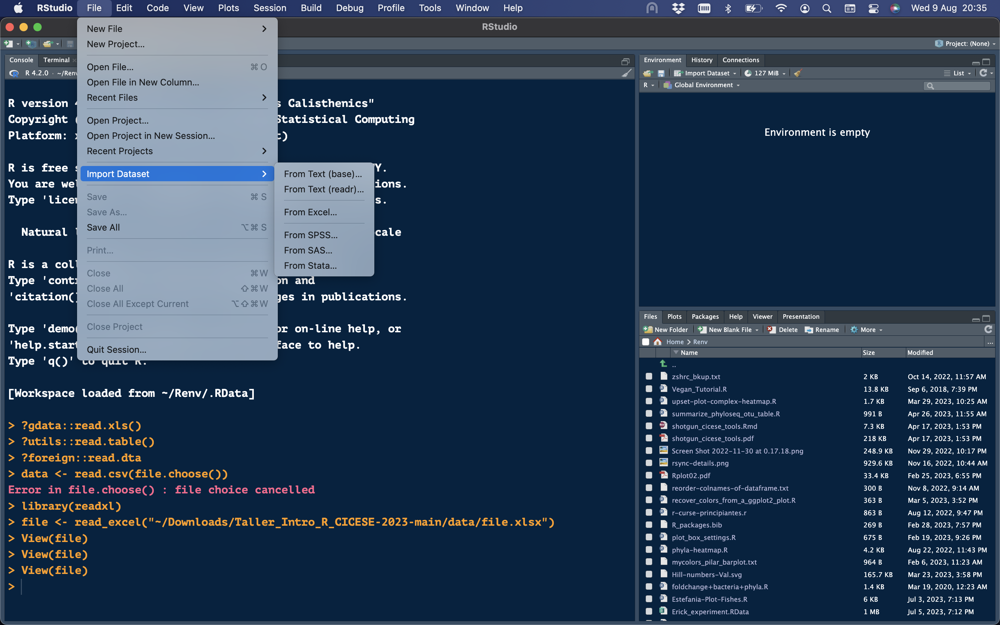 RStudio File Edit Code View Plots Session Build Debug Profile Tools Window Help Wed 9 Aug 20:35
RStudio
Project: (None)
New File
New Project...
Open File... ⌘ O
Open File in New Column...
Recent Files
Open Project...
Open Project in New Session...
Recent Projects
Import Dataset
Save ⌘ S
Save As...
Save All ⌥⌘ S
Print...
Close ⌘W
Close All ⇧⌘W
Close All Except Current ⌥⇧⌘W
Close Project
Quit Session...
From Text (base)...
From Text (readr)...
From Excel...
From SPSS...
From SAS...
From Stata...
Console Terminal
R 4.2.0 · ~/Renv
R version s Calisthenics"
Copyright Statistical Computing
Platform:
R is free Y.
You are ions.
Type s.
Natural cale
R is a
Type on and
'citation( ges in publications.
Type 'demo or on-line help, or
'help.star face to help.
Type 'q()' to quit R.
[Workspace loaded from ~/Renv/.RData]
> ?gdata::read.xls()
> ?utils::read.table()
> ?foreign::read.dta
> data <- read.csv(file.choose())
Error in file.choose() : file choice cancelled
> library(readxl)
> file <- read_excel("~/Downloads/Taller_Intro_R_CICESE-2023-main/data/file.xlsx")
> View(file)
> View(file)
> View(file)
>
Environment History Connections
Import Dataset 127 MiB List
R Global Environment
Environment is empty
Files Plots Packages Help Viewer Presentation
New Folder New Blank File Delete Rename More
Home Renv ...
Name Size Modified
..
zshrc_bkup.txt 2 KB Oct 14, 2022, 11:57 AM
Vegan_Tutorial.R 13.8 KB Sep 6, 2018, 7:39 PM
upset-plot-complex-heatmap.R 1.7 KB Mar 29, 2023, 10:25 AM
summarize_phyloseq_otu_table.R 991 B Apr 26, 2023, 11:55 AM
shotgun_cicese_tools.Rmd 7.3 KB Apr 17, 2023, 1:53 PM
shotgun_cicese_tools.pdf 218 KB Apr 17, 2023, 1:53 PM
Screen Shot 2022-11-30 at 0.17.18.png 248.9 KB Nov 29, 2022, 10:17 PM
rsync-details.png 929.6 KB Nov 16, 2022, 10:44 AM
Rplot02.pdf 33.4 KB Feb 25, 2023, 6:55 PM
reorder-colnames-of-dataframe.txt 300 B Nov 8, 2022, 9:14 AM
recover_colors_from_a_ggplot2_plot.R 363 B Mar 5, 2023, 3:52 PM
r-curse-principiantes.r 863 B Aug 12, 2022, 9:47 PM
R_packages.bib 269 B Feb 28, 2023, 7:57 PM
plot_box_settings.R 675 B Feb 19, 2023, 9:26 PM
phyla-heatmap.R 4.2 KB Aug 22, 2022, 11:43 PM
mycolors_pilar_barplot.txt 964 B Feb 6, 2023, 11:23 AM
Hill-numbers-Val.svg 165.7 KB Mar 23, 2023, 3:58 PM
foldchange+bacteria+phyla.R 1.4 KB Mar 19, 2020, 12:23 AM
Estefania-Plot-Fishes.R 6 KB Jul 3, 2023, 7:13 PM
Erick_experiment.RData 1 MB Jul 5, 2023, 7:12 PM